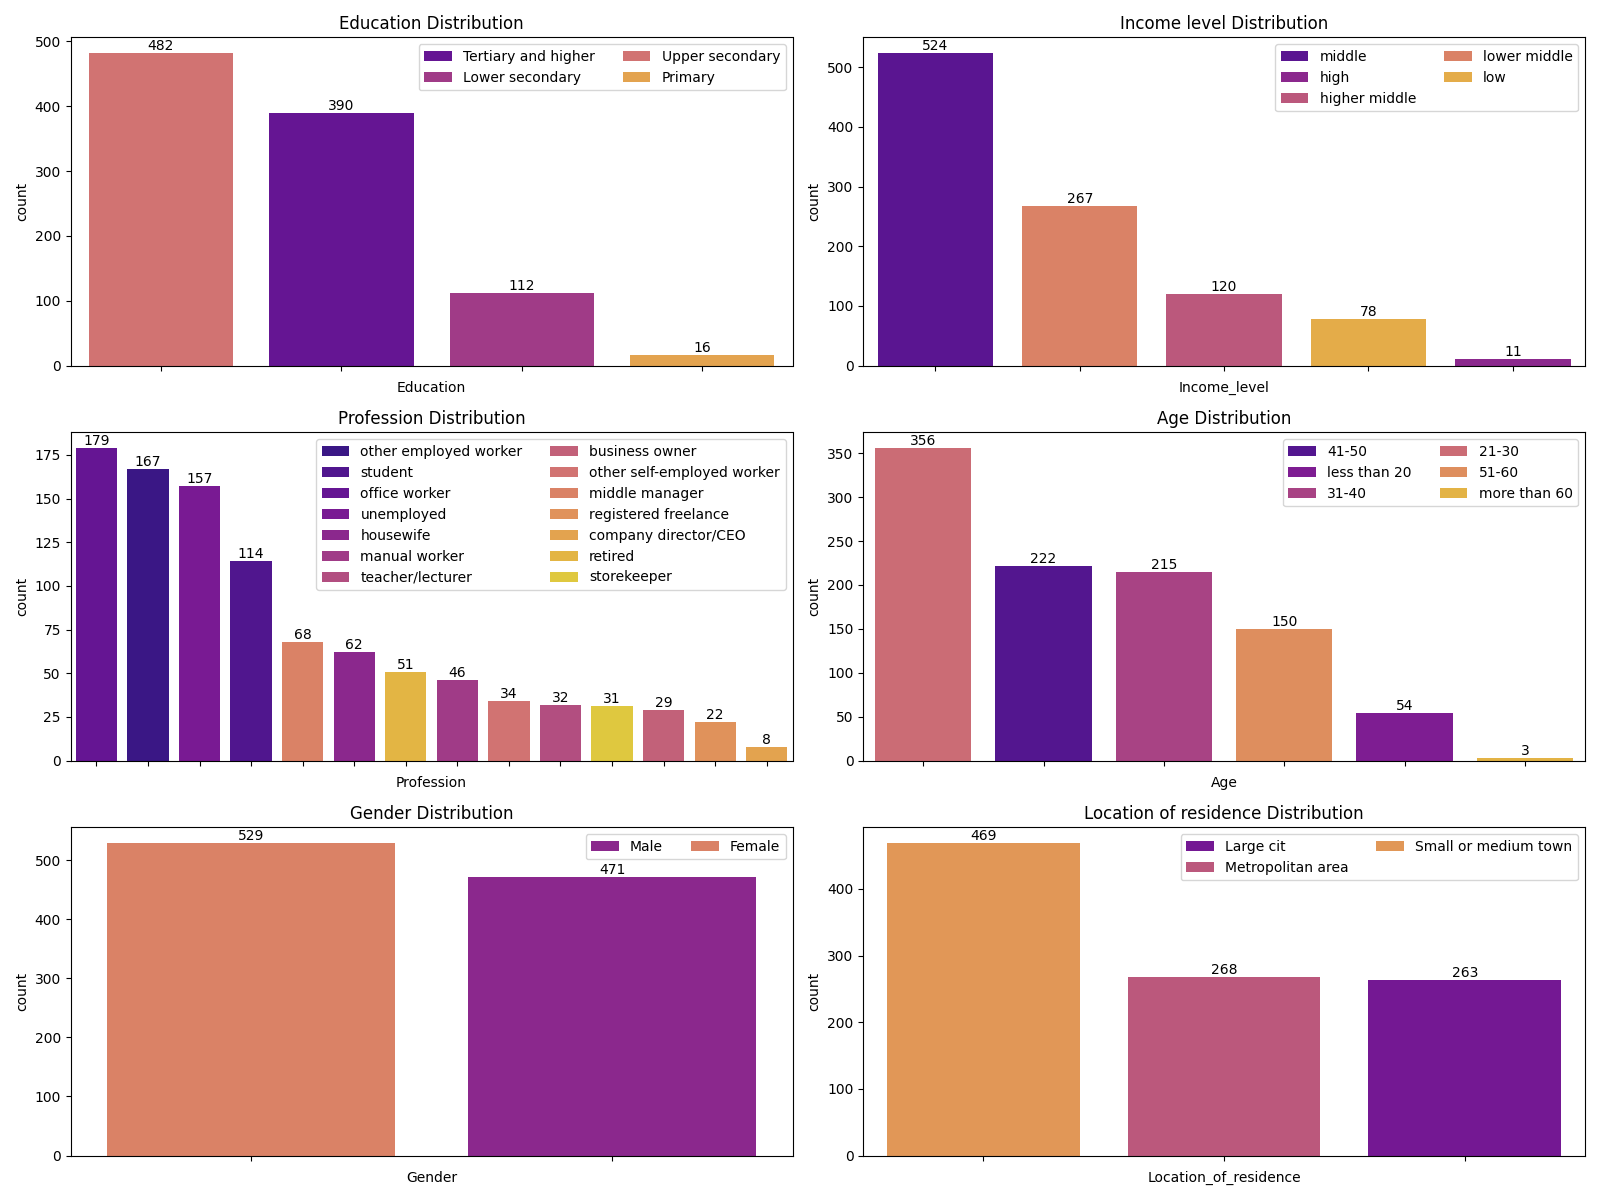 Education Distribution
500
400
300
200
100
0
count
482
390
112
16
Tertiary and higher
Lower secondary
Upper secondary
Primary
Education
Income level Distribution
500
400
300
200
100
0
count
524
267
120
78
11
middle
high
higher middle
lower middle
low
Income_level
Profession Distribution
175
150
125
100
75
50
25
0
count
179
167
157
114
68
62
51
46
34
32
31
29
22
8
other employed worker
student
office worker
unemployed
housewife
manual worker
teacher/lecturer
business owner
other self-employed worker
middle manager
registered freelance
company director/CEO
retired
storekeeper
Profession
Age Distribution
350
300
250
200
150
100
50
0
count
356
222
215
150
54
3
41-50
less than 20
31-40
21-30
51-60
more than 60
Age
Gender Distribution
500
400
300
200
100
0
count
529
471
Male
Female
Gender
Location of residence Distribution
400
300
200
100
0
count
469
268
263
Large cit
Metropolitan area
Small or medium town
Location_of_residence